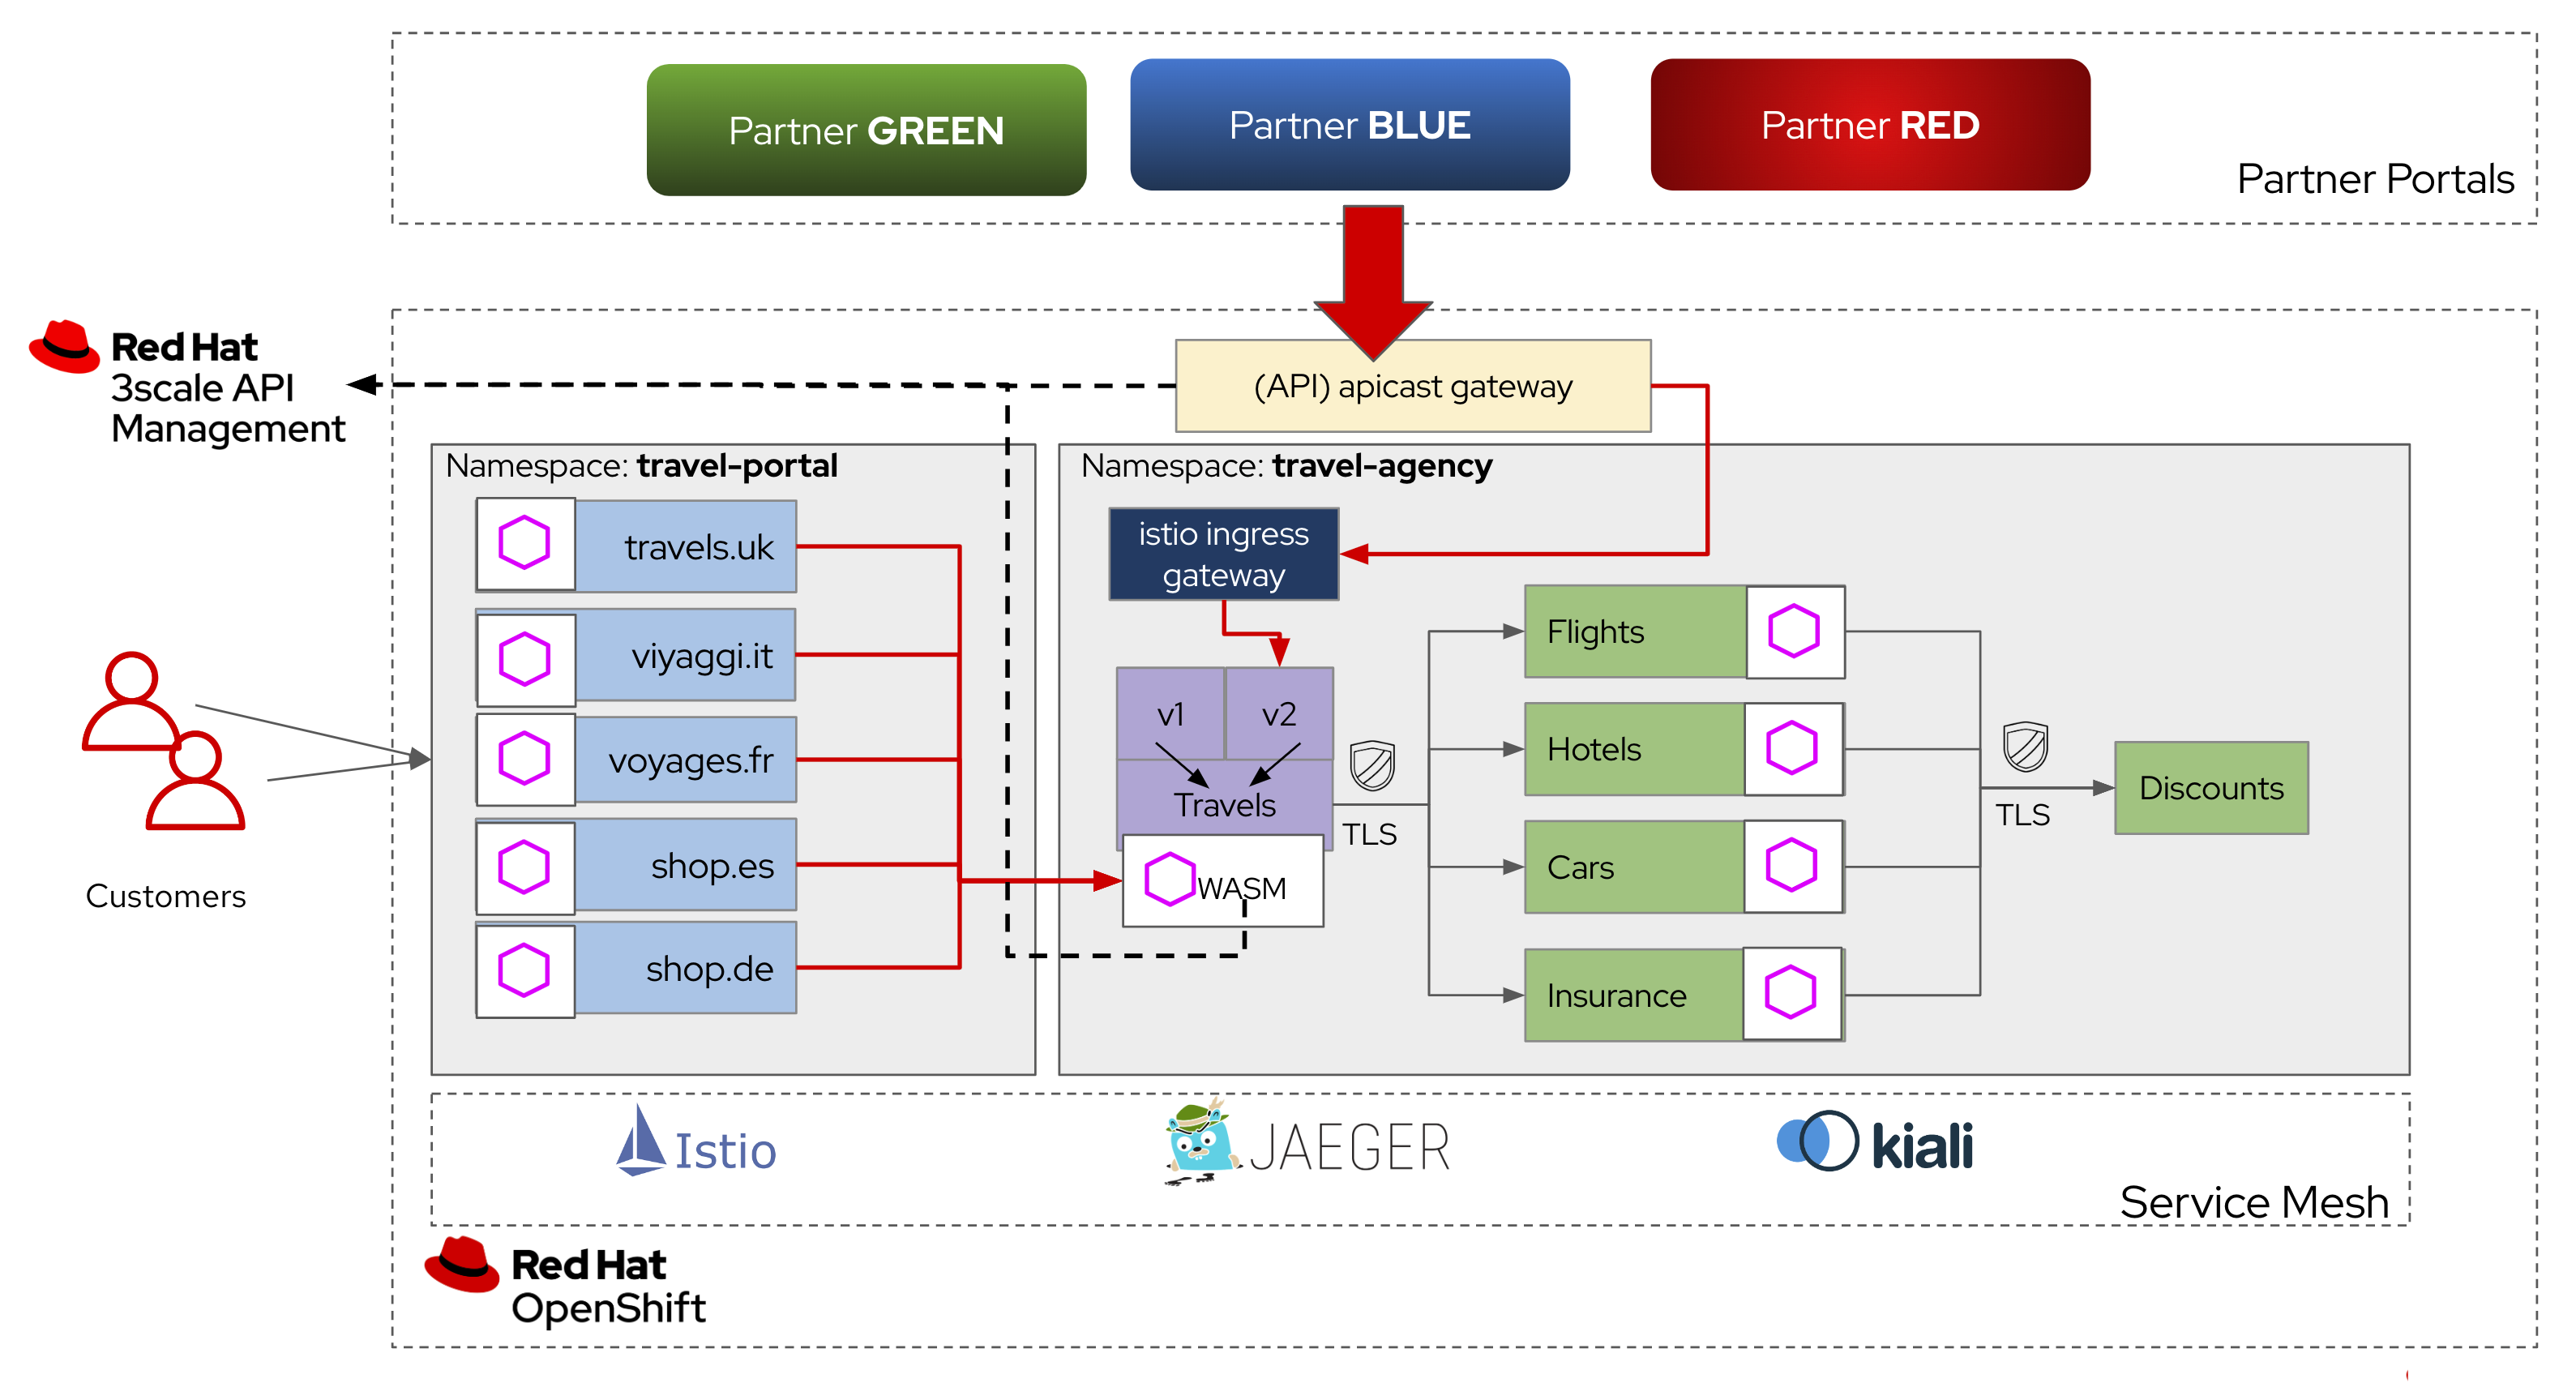 Partner GREEN
Partner BLUE
Partner RED
Partner Portals
Red Hat
3scale API
Management
(API) apicast gateway
Namespace: travel-portal
Namespace: travel-agency
travels.uk
viyaggi.it
voyages.fr
shop.es
shop.de
Customers
istio ingress
gateway
v1
v2
Travels
WASM
TLS
Flights
Hotels
Cars
Insurance
TLS
Discounts
Istio
JAEGER
kiali
Service Mesh
Red Hat
OpenShift